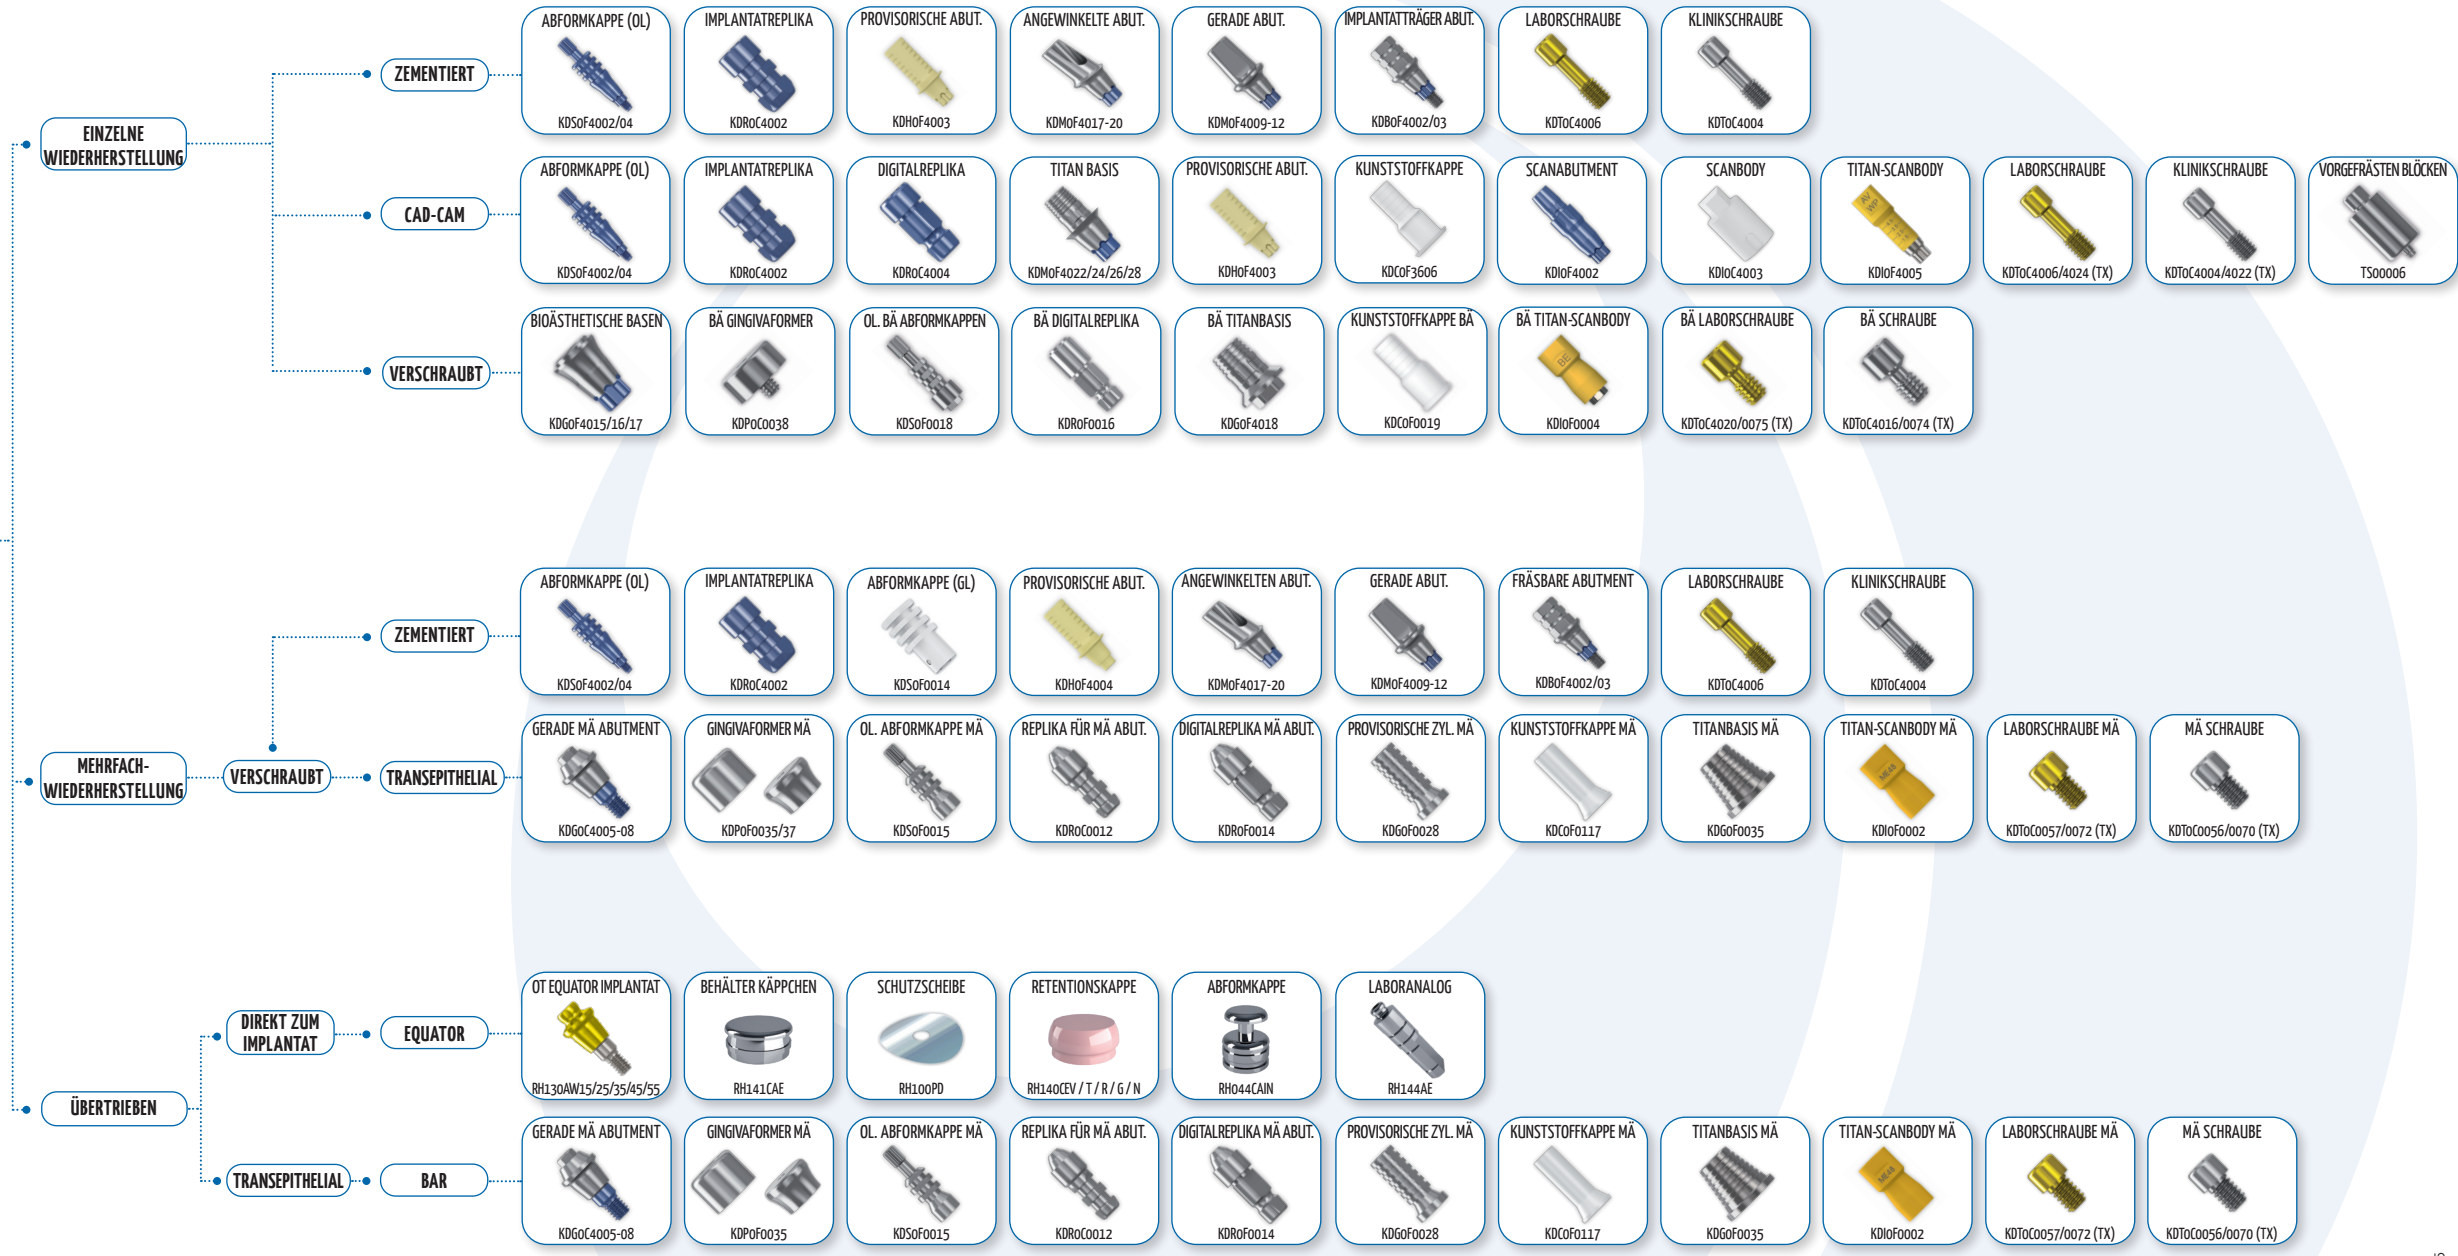 EINZELNE
WIEDERHERSTELLUNG
ZEMENTIERT
ABFORMKAPPE (OL)
KDSoF4002/04
IMPLANTATREPLIKA
KDRoC4002
PROVISORISCHE ABUT.
KDHoF4003
ANGEWINKELTE ABUT.
KDMoF4017-20
GERADE ABUT.
KDMoF4009-12
IMPLANTATTRÄGER ABUT.
KDBoF4002/03
LABORSCHRAUBE
KDToC4006
KLINIKSCHRAUBE
KDToC4004
CAD-CAM
ABFORMKAPPE (OL)
KDSoF4002/04
IMPLANTATREPLIKA
KDRoC4002
DIGITALREPLIKA
KDRoC4004
TITAN BASIS
KDMoF4022/24/26/28
PROVISORISCHE ABUT.
KDHoF4003
KUNSTSTOFFKAPPE
KDCoF3606
SCANABUTMENT
KDIoF4002
SCANBODY
KDIoC4003
TITAN-SCANBODY
AV
WP
KDIoF4005
LABORSCHRAUBE
KDToC4006/4024 (TX)
KLINIKSCHRAUBE
KDToC4004/4022 (TX)
VORGEFRÄSTEN BLÖCKEN
TS00006
VERSCHRAUBT
BIOÄSTHETISCHE BASEN
KDGoF4015/16/17
BÄ GINGIVAFORMER
KDPoC0038
OL. BÄ ABFORMKAPPEN
KDSoF0018
BÄ DIGITALREPLIKA
KDRoF0016
BÄ TITANBASIS
KDGoF4018
KUNSTSTOFFKAPPE BÄ
KDCoF0019
BÄ TITAN-SCANBODY
BE
KDIoF0004
BÄ LABORSCHRAUBE
KDToC4020/0075 (TX)
BÄ SCHRAUBE
KDToC4016/0074 (TX)
MEHRFACH-
WIEDERHERSTELLUNG
VERSCHRAUBT
ZEMENTIERT
ABFORMKAPPE (OL)
KDSoF4002/04
IMPLANTATREPLIKA
KDRoC4002
ABFORMKAPPE (GL)
KDSoF0014
PROVISORISCHE ABUT.
KDHoF4004
ANGEWINKELTEN ABUT.
KDMoF4017-20
GERADE ABUT.
KDMoF4009-12
FRÄSBARE ABUTMENT
KDBoF4002/03
LABORSCHRAUBE
KDToC4006
KLINIKSCHRAUBE
KDToC4004
TRANSEPITHELIAL
GERADE MÄ ABUTMENT
KDGoC4005-08
GINGIVAFORMER MÄ
KDPoF0035/37
OL. ABFORMKAPPE MÄ
KDSoF0015
REPLIKA FÜR MÄ ABUT.
KDRoC0012
DIGITALREPLIKA MÄ ABUT.
KDRoF0014
PROVISORISCHE ZYL. MÄ
KDGoF0028
KUNSTSTOFFKAPPE MÄ
KDCoF0117
TITANBASIS MÄ
KDGoF0035
TITAN-SCANBODY MÄ
ME48
KDIoF0002
LABORSCHRAUBE MÄ
KDToC0057/0072 (TX)
MÄ SCHRAUBE
KDToC0056/0070 (TX)
ÜBERTRIEBEN
DIREKT ZUM
IMPLANTAT
EQUATOR
OT EQUATOR IMPLANTAT
RH130AW15/25/35/45/55
BEHÄLTER KÄPPCHEN
RH141CAE
SCHUTZSCHEIBE
RH100PD
RETENTIONSKAPPE
RH140CEV / T / R / G / N
ABFORMKAPPE
RH044CAIN
LABORANALOG
RH144AE
TRANSEPITHELIAL
BAR
GERADE MÄ ABUTMENT
KDGoC4005-08
GINGIVAFORMER MÄ
KDPoF0035
OL. ABFORMKAPPE MÄ
KDSoF0015
REPLIKA FÜR MÄ ABUT.
KDRoC0012
DIGITALREPLIKA MÄ ABUT.
KDRoF0014
PROVISORISCHE ZYL. MÄ
KDGoF0028
KUNSTSTOFFKAPPE MÄ
KDCoF0117
TITANBASIS MÄ
KDGoF0035
TITAN-SCANBODY MÄ
ME48
KDIoF0002
LABORSCHRAUBE MÄ
KDToC0057/0072 (TX)
MÄ SCHRAUBE
KDToC0056/0070 (TX)